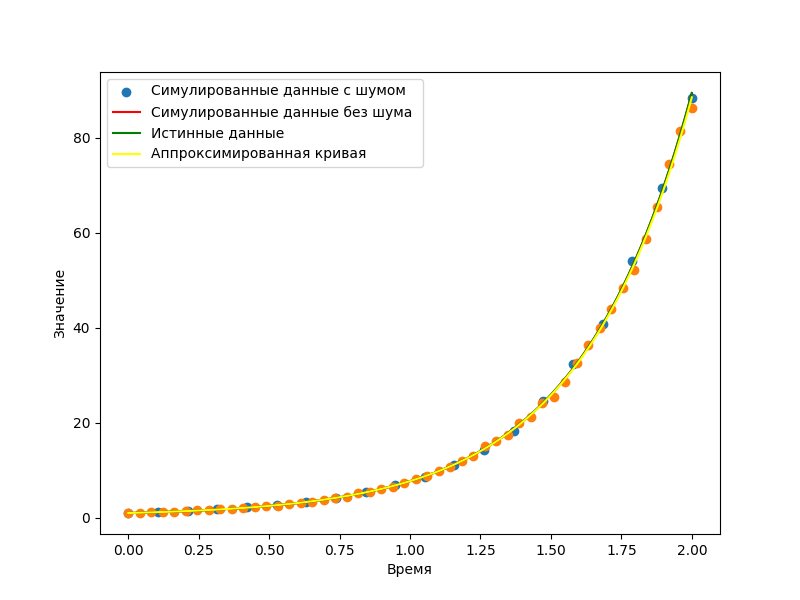 Симулированные данные с шумом
Симулированные данные без шума
Истинные данные
Аппроксимированная кривая
80
60
40
20
0
Значение
0.00 0.25 0.50 0.75 1.00 1.25 1.50 1.75 2.00
Время